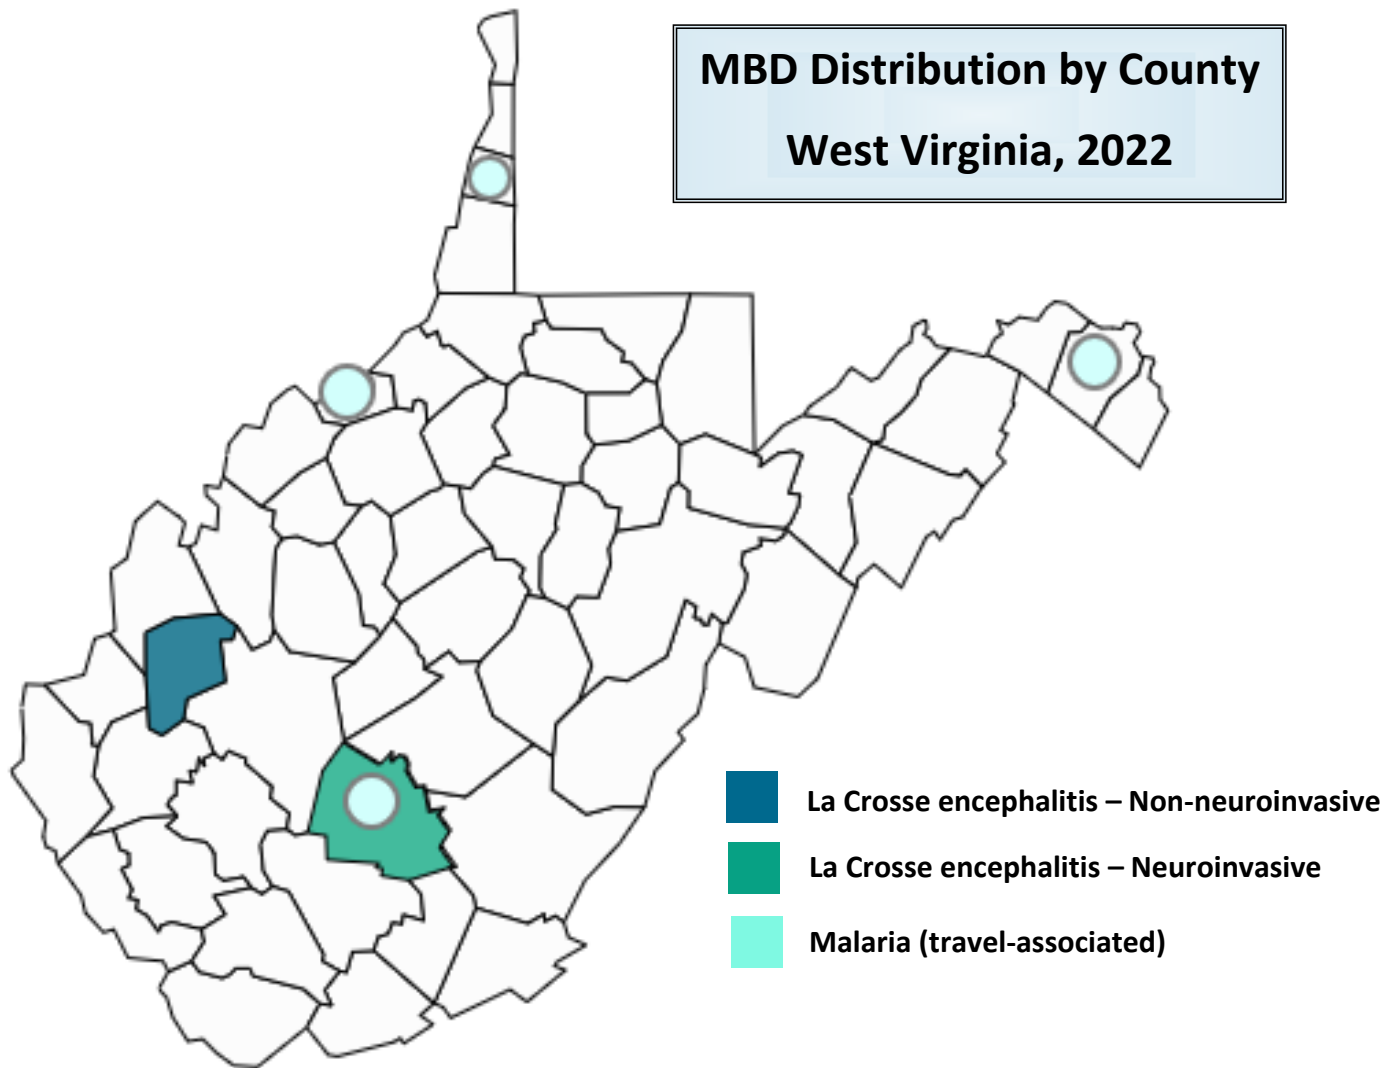 MBD Distribution by County
West Virginia, 2022
La Crosse encephalitis – Non-neuroinvasive
La Crosse encephalitis – Neuroinvasive
Malaria (travel-associated)